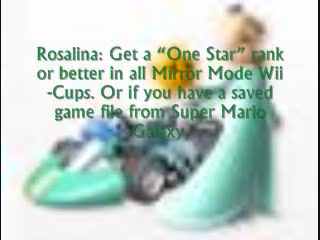 Rosalina: Get a “One Star” rank
or better in all Mirror Mode Wii
-Cups. Or if you have a saved
game file from Super Mario
Galaxy